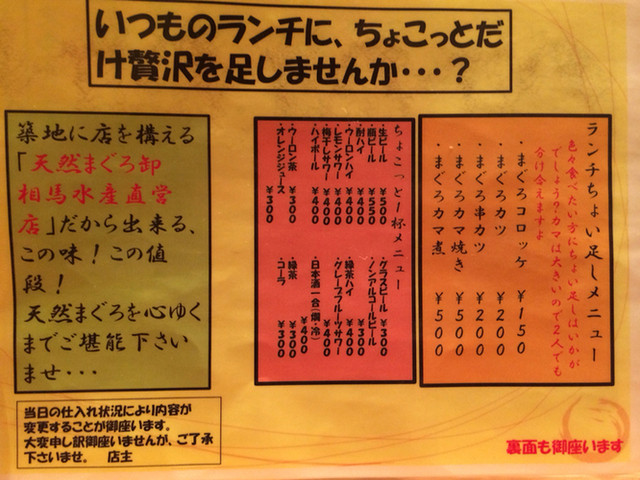 いつものランチに、ちょこっとだ
け贅沢を足しませんか・・・？
ランチちょい足しメニュー
色々食べたい方にちょい足しはいかが
でしょう？カマは大きいので２人でも
分け合えますよ
・まぐろコロッケ ￥１５０
・まぐろカツ ￥２００
・まぐろ串カツ ￥２００
・まぐろカマ焼き ￥５００
・まぐろカマ煮 ￥５００
ちょこっと一杯メニュー
・生ビール ￥５００
・瓶ビール ￥５５０
・酎ハイ ￥４００
・ウーロンハイ ￥４００
・レモンサワー ￥４００
・梅干しサワー ￥４００
・ハイボール ￥４００
・ウーロン茶 ￥３００
・オレンジジュース ￥３００
・グラスビール ￥３００
・ノンアルコールビール ￥３００
・緑茶ハイ ￥４００
・グレープフルーツサワー ￥４００
・日本酒一合（燗・冷） ￥４００
・緑茶 ￥３００
・コーラ ￥３００
築地に店を構える
「天然まぐろ卸
相馬水産直営
店」だから出来る、
この味！この値
段！
天然まぐろを心ゆく
までご堪能下さい
ませ・・・
当日の仕入れ状況により内容が
変更することが御座います。
大変申し訳御座いませんが、ご了承
下さいませ。 店主
裏面も御座います